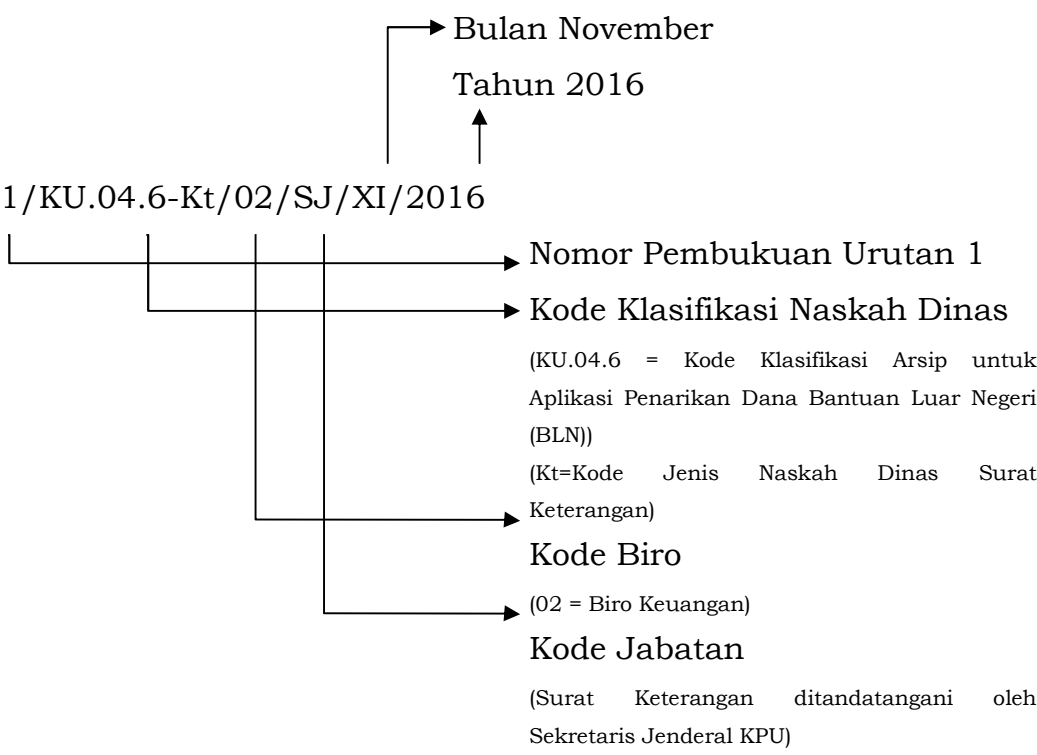 Bulan November
Tahun 2016
1/KU.04.6-Kt/02/SJ/XI/2016
Nomor Pembukuan Urutan 1
Kode Klasifikasi Naskah Dinas
(KU.04.6 = Kode Klasifikasi Arsip untuk
Aplikasi Penarikan Dana Bantuan Luar Negeri
(BLN))
(Kt=Kode Jenis Naskah Dinas Surat
Keterangan)
Kode Biro
(02 = Biro Keuangan)
Kode Jabatan
(Surat Keterangan ditandatangani oleh
Sekretaris Jenderal KPU)